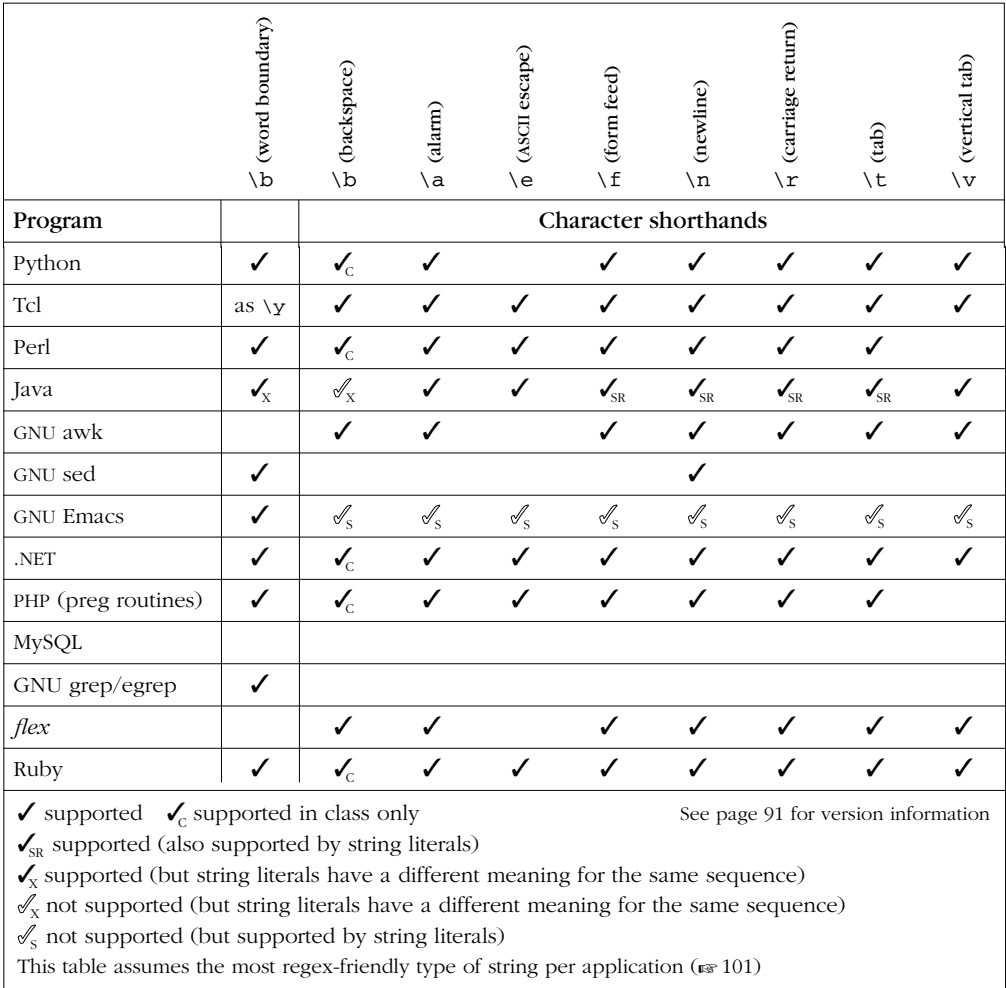 \b (word boundary) \b (backspace) \a (alarm) \e (ASCII escape) \f (form feed) \n (newline) \r (carriage return) \t (tab) \v (vertical tab)
Program Character shorthands
Python ✓ ✓C ✓ ✓ ✓ ✓ ✓ ✓
Tcl as \y ✓ ✓ ✓ ✓ ✓ ✓ ✓ ✓
Perl ✓ ✓C ✓ ✓ ✓ ✓ ✓ ✓
Java ✓X ✓X ✓ ✓ ✓SR ✓SR ✓SR ✓SR ✓
GNU awk ✓ ✓ ✓ ✓ ✓ ✓ ✓
GNU sed ✓ ✓
GNU Emacs ✓ ✓S ✓S ✓S ✓S ✓S ✓S ✓S ✓S
.NET ✓ ✓C ✓ ✓ ✓ ✓ ✓ ✓ ✓
PHP (preg routines) ✓ ✓C ✓ ✓ ✓ ✓ ✓ ✓
MySQL
GNU grep/egrep ✓
flex ✓ ✓ ✓ ✓ ✓ ✓ ✓
Ruby ✓ ✓C ✓ ✓ ✓ ✓ ✓ ✓ ✓
✓ supported ✓C supported in class only See page 91 for version information
✓SR supported (also supported by string literals)
✓X supported (but string literals have a different meaning for the same sequence)
✓X not supported (but string literals have a different meaning for the same sequence)
✓S not supported (but supported by string literals)
This table assumes the most regex-friendly type of string per application (☞ 101)